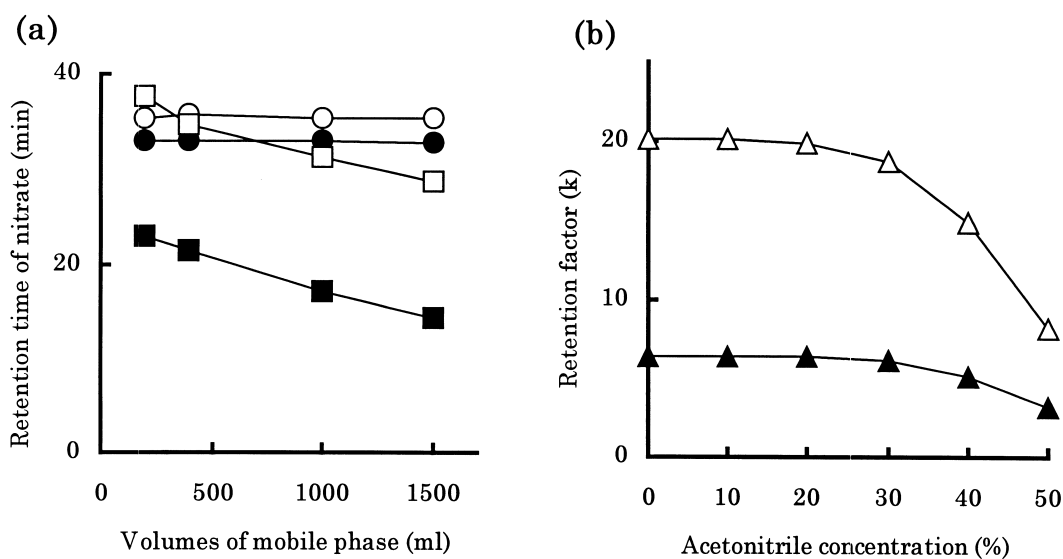 (a)
Retention time of nitrate (min)
40
20
0
0 500 1000 1500
Volumes of mobile phase (ml)
(b)
Retention factor (k)
20
10
0
0 10 20 30 40 50
Acetonitrile concentration (%)